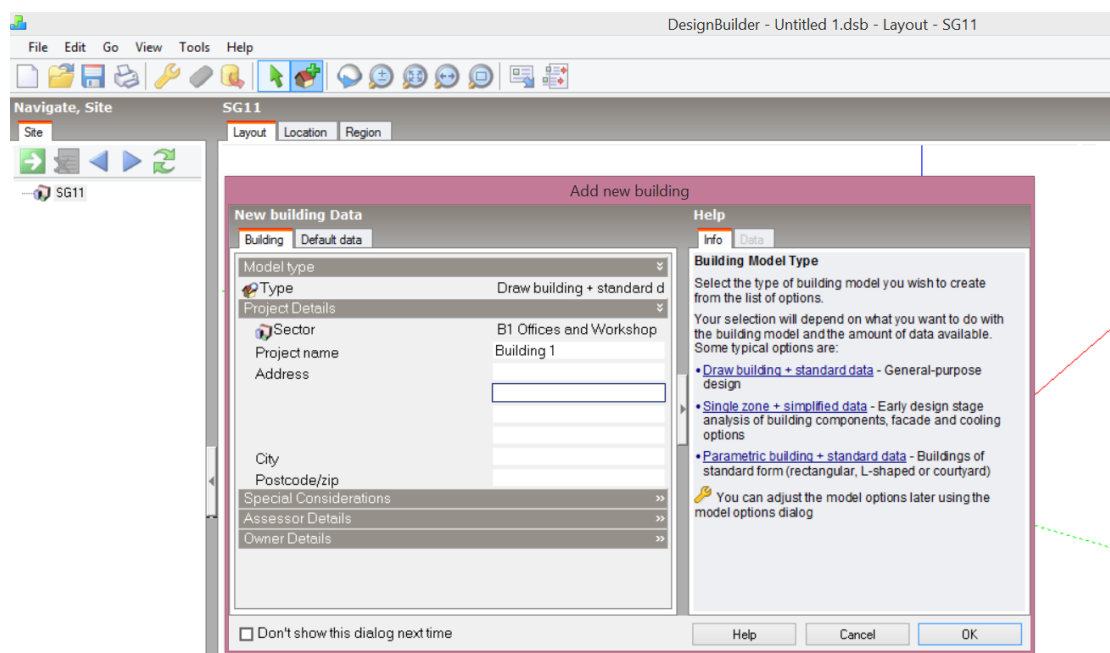 DesignBuilder - Untitled 1.dsb - Layout - SG11
File Edit Go View Tools Help
Navigate, Site
SG11
Site
Layout Location Region
SG11
Add new building
New building Data
Building Default data
Model type
Type Draw building + standard d
Project Details
Sector B1 Offices and Workshop
Project name Building 1
Address
City
Postcode/zip
Special Considerations
Assessor Details
Owner Details
Help
Info Data
Building Model Type
Select the type of building model you wish to create
from the list of options.
Your selection will depend on what you want to do with
the building model and the amount of data available.
Some typical options are:
• Draw building + standard data - General-purpose
design
• Single zone + simplified data - Early design stage
analysis of building components, facade and cooling
options
• Parametric building + standard data - Buildings of
standard form (rectangular, L-shaped or courtyard)
You can adjust the model options later using the
model options dialog
Don't show this dialog next time
Help Cancel OK